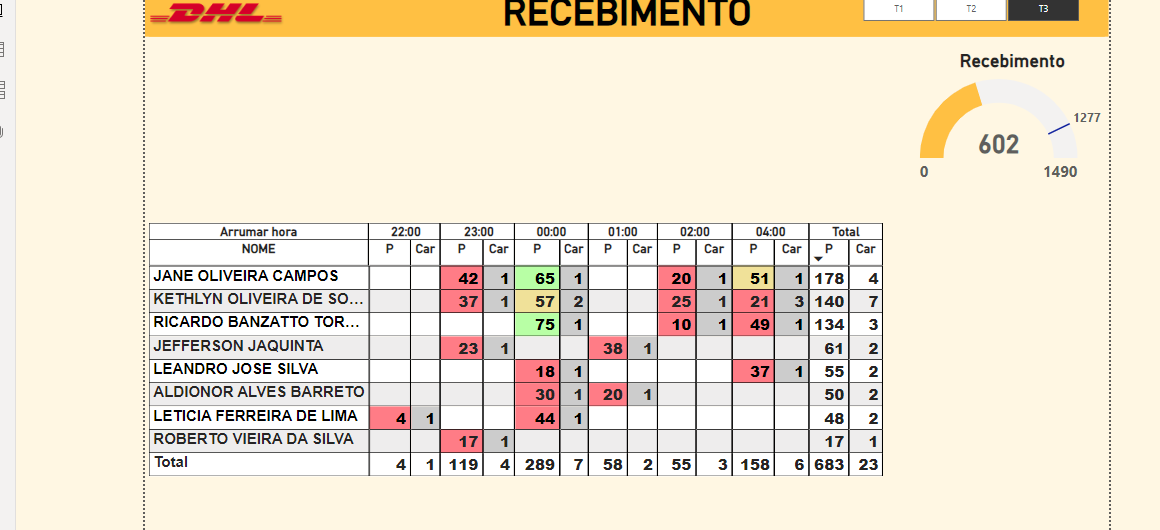 DHL
RECEBIMENTO
T1 T2 T3
Recebimento
1277
602
0 1490
Arrumar hora 22:00 23:00 00:00 01:00 02:00 04:00 Total
NOME P Car P Car P Car P Car P Car P Car P Car
JANE OLIVEIRA CAMPOS 42 1 65 1 20 1 51 1 178 4
KETHLYN OLIVEIRA DE SO... 37 1 57 2 25 1 21 3 140 7
RICARDO BANZATTO TOR... 75 1 10 1 49 1 134 3
JEFFERSON JAQUINTA 23 1 38 1 61 2
LEANDRO JOSE SILVA 18 1 37 1 55 2
ALDIONOR ALVES BARRETO 30 1 20 1 50 2
LETICIA FERREIRA DE LIMA 4 1 44 1 48 2
ROBERTO VIEIRA DA SILVA 17 1 17 1
Total 4 1 119 4 289 7 58 2 55 3 158 6 683 23